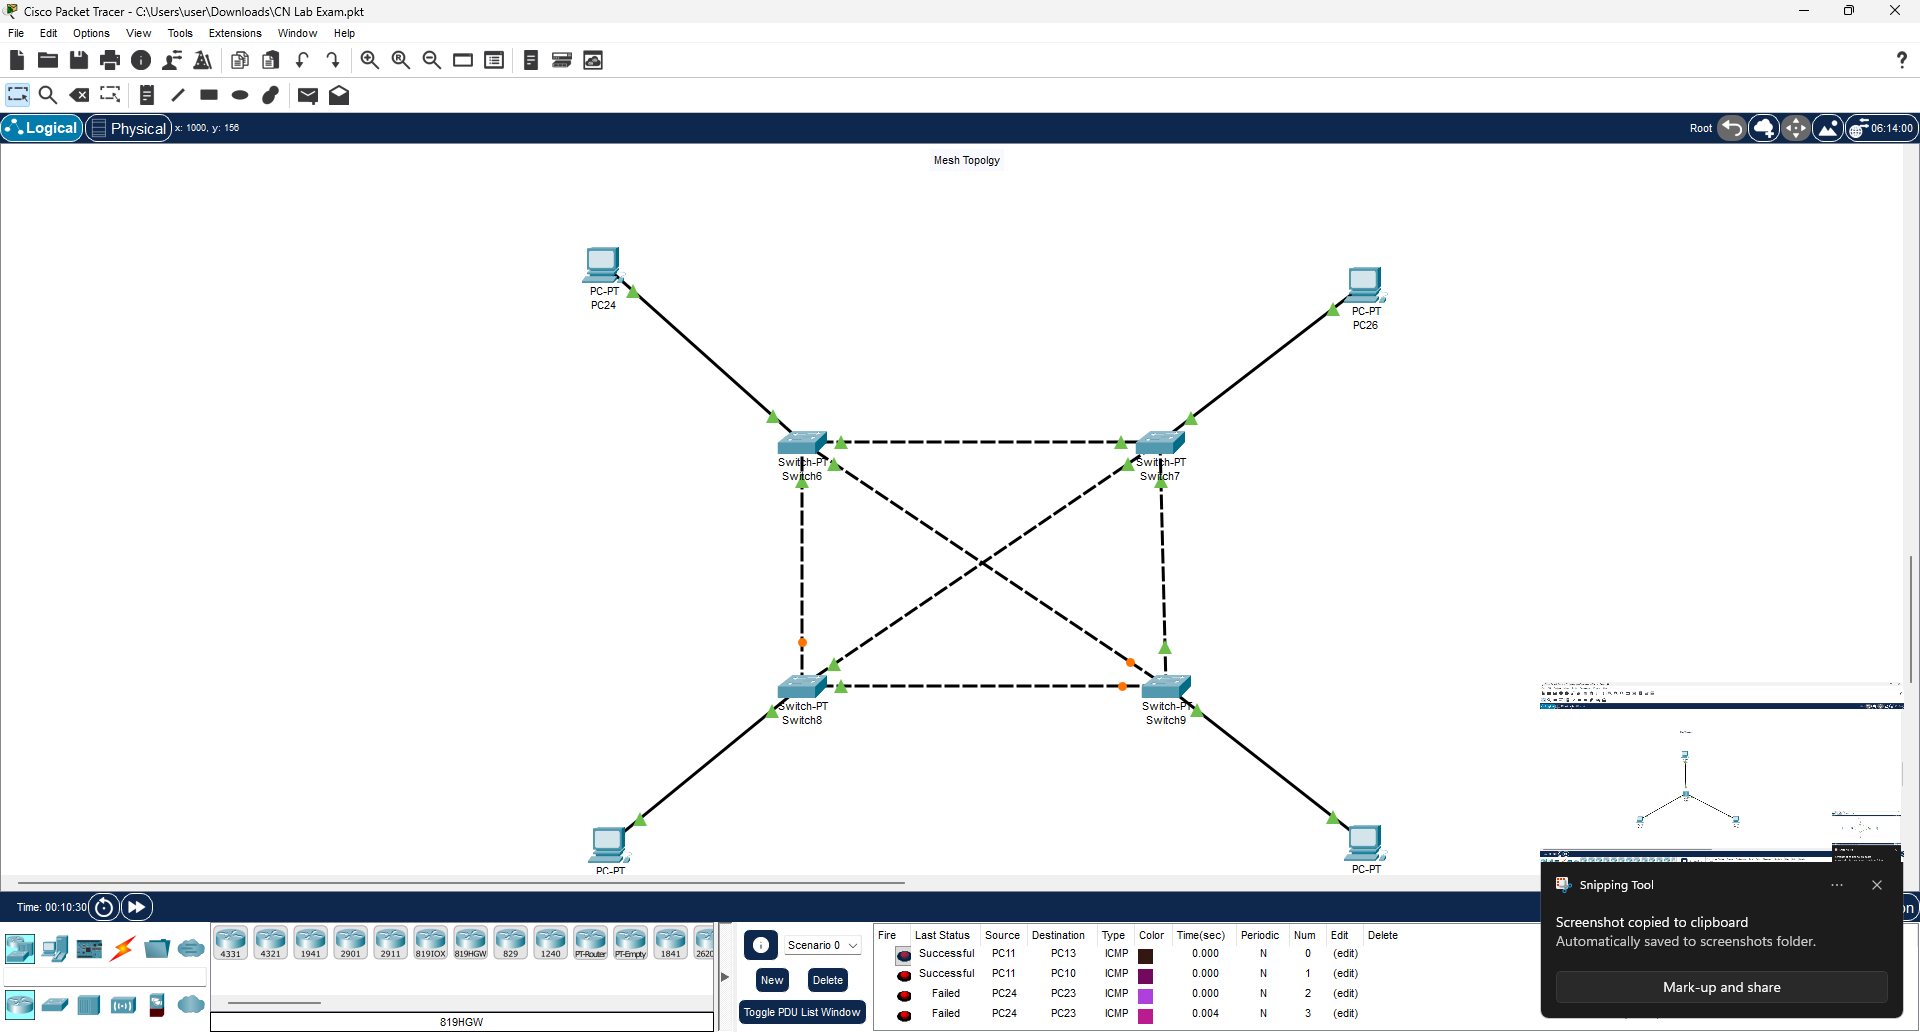 Cisco Packet Tracer - C:\Users\user\Downloads\CN Lab Exam.pkt
File Edit Options View Tools Extensions Window Help
Logical Physical x: 1000, y: 156 Root 06:14:00
Mesh Topolgy
PC-PT
PC24
PC-PT
PC26
Switch-PT
Switch6
Switch-PT
Switch7
Switch-PT
Switch8
Switch-PT
Switch9
PC-PT
PC-PT
Time: 00:10:30
4331 4321 1941 2901 2911 819IOX 819HGW 829 1240 PT-Router PT-Empty 1841
819HGW
Scenario 0
New Delete
Toggle PDU List Window
Fire Last Status Source Destination Type Color Time(sec) Periodic Num Edit Delete
Successful PC11 PC13 ICMP 0.000 N 0 (edit)
Successful PC11 PC10 ICMP 0.000 N 1 (edit)
Failed PC24 PC23 ICMP 0.000 N 2 (edit)
Failed PC24 PC23 ICMP 0.004 N 3 (edit)
Snipping Tool
Screenshot copied to clipboard
Automatically saved to screenshots folder.
Mark-up and share